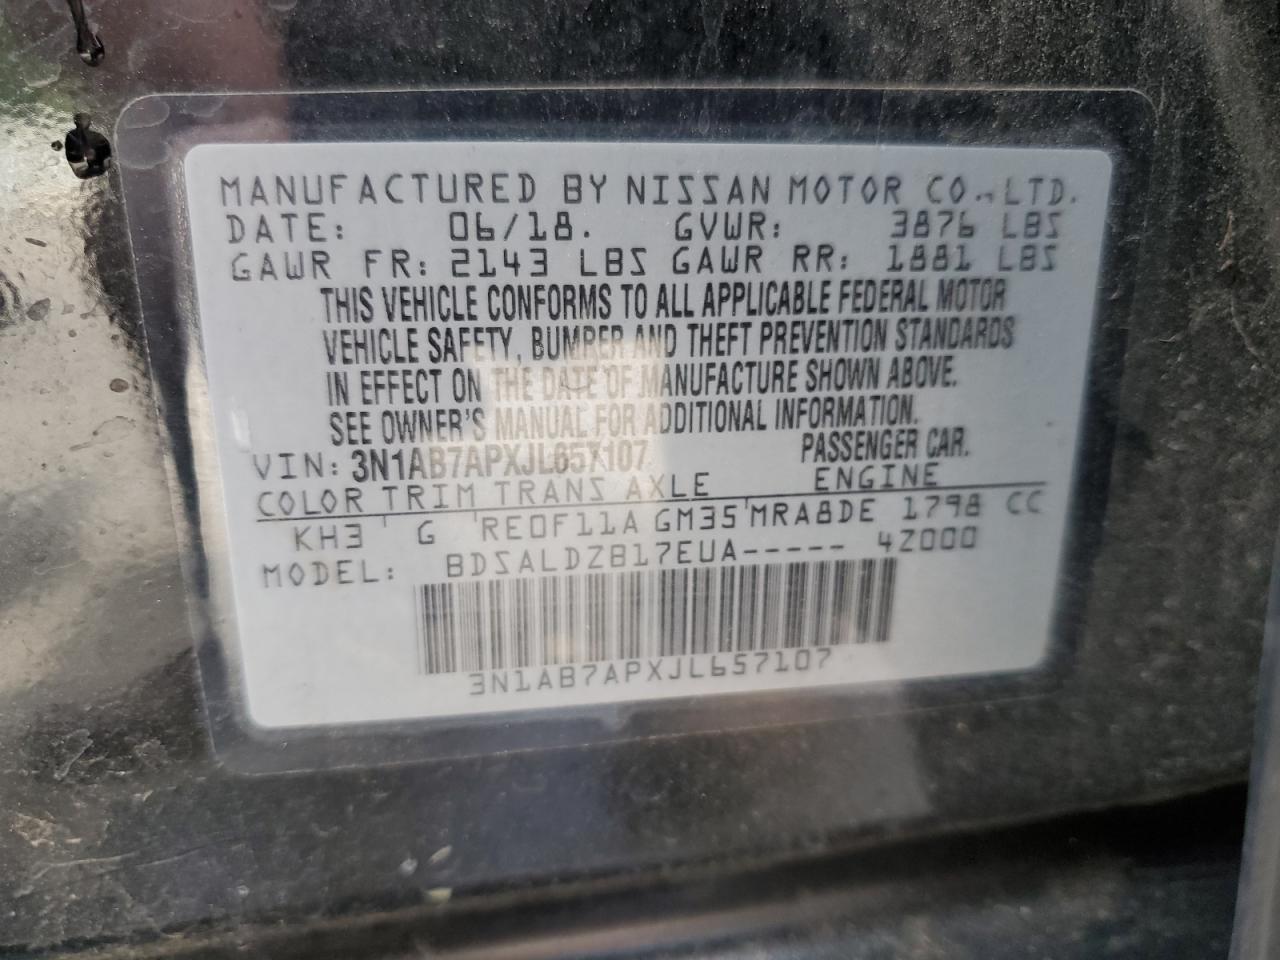 MANUFACTURED BY NISSAN MOTOR CO., LTD.
DATE: 06/18. GVWR: 3876 LBS
GAWR FR: 2143 LBS GAWR RR: 1881 LBS
THIS VEHICLE CONFORMS TO ALL APPLICABLE FEDERAL MOTOR
VEHICLE SAFETY, BUMPER AND THEFT PREVENTION STANDARDS
IN EFFECT ON THE DATE OF MANUFACTURE SHOWN ABOVE.
SEE OWNER'S MANUAL FOR ADDITIONAL INFORMATION.
VIN: 3N1AB7APXJL657107 PASSENGER CAR.
COLOR TRIM TRANS AXLE ENGINE
KH3 G RE0F11A GM35 MRA8DE 1798 CC
MODEL: BDSALDZB17EUA----- 4Z000
3N1AB7APXJL657107